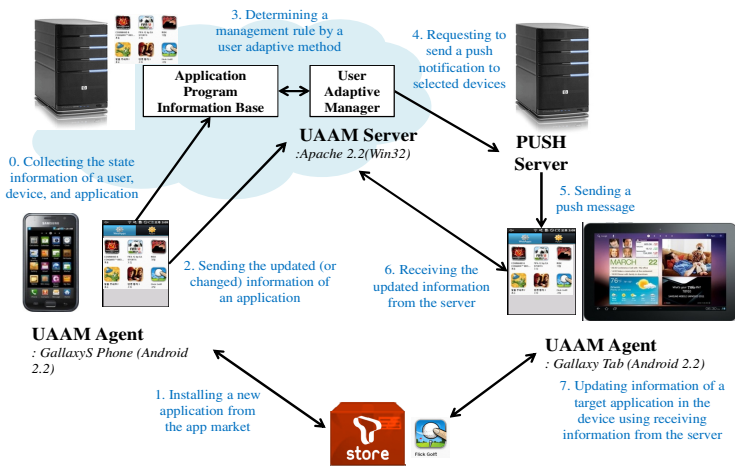 3. Determining a
management rule by a
user adaptive method
4. Requesting to
send a push
notification to
selected devices
Application
Program
Information Base
User
Adaptive
Manager
UAAM Server
:Apache 2.2(Win32)
PUSH
Server
0. Collecting the state
information of a user,
device, and application
5. Sending a
push message
2. Sending the updated (or
changed) information of
an application
6. Receiving the
updated information
from the server
MARCH 22
UAAM Agent
: GallaxyS Phone (Android
2.2)
UAAM Agent
: Gallaxy Tab (Android 2.2)
1. Installing a new
application from
the app market
7. Updating information of a
target application in the
device using receiving
information from the server
store
Flick Golf!